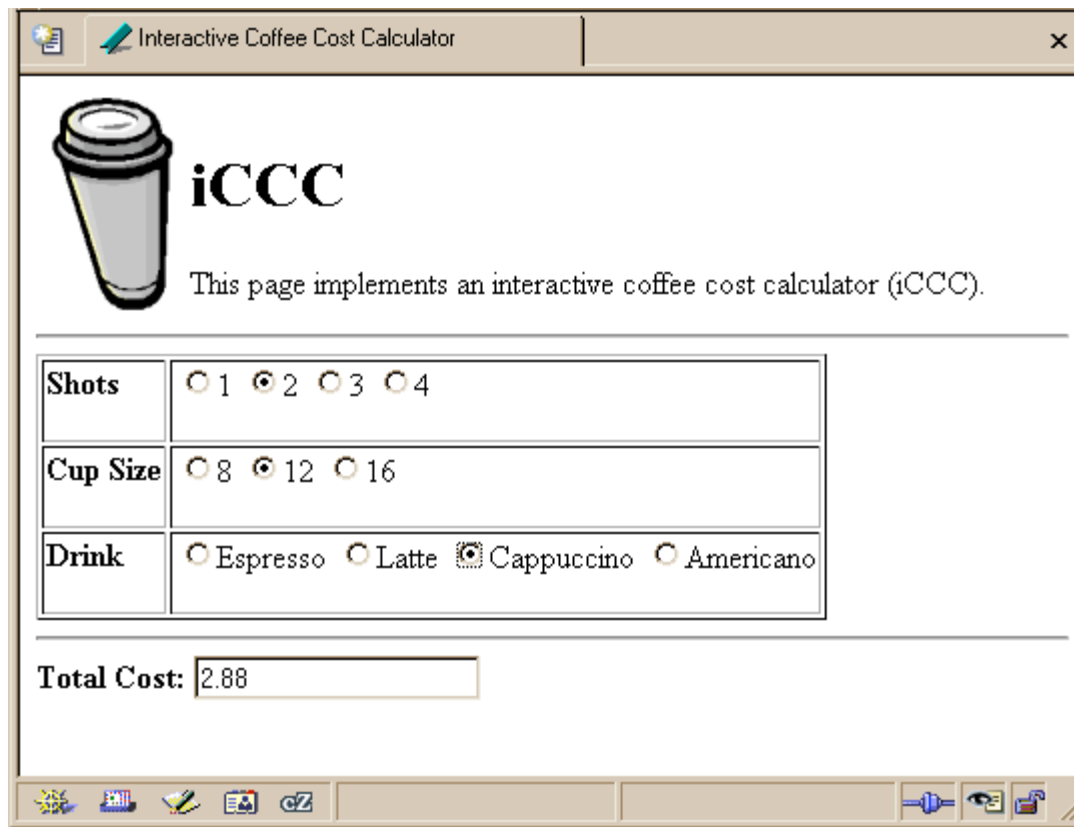 Interactive Coffee Cost Calculator
iCCC
This page implements an interactive coffee cost calculator (iCCC).
Shots 1 2 3 4
Cup Size 8 12 16
Drink Espresso Latte Cappuccino Americano
Total Cost: 2.88
cZ